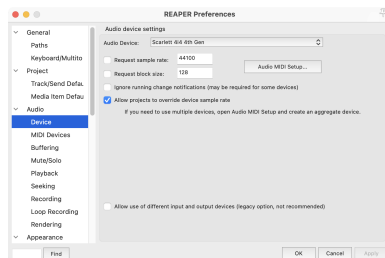 REAPER Preferences
General
Paths
Keyboard/Multito
Project
Track/Send Defau
Media Item Defau
Audio
Device
MIDI Devices
Buffering
Mute/Solo
Playback
Seeking
Recording
Loop Recording
Rendering
Appearance
Find
Audio device settings
Audio Device: Scarlett 4i4 4th Gen
Request sample rate: 44100
Request block size: 128
Audio MIDI Setup...
Ignore running change notifications (may be required for some devices)
Allow projects to override device sample rate
If you need to use multiple devices, open Audio MIDI Setup and create an aggregate device.
Allow use of different input and output devices (legacy option, not recommended)
OK Cancel Apply